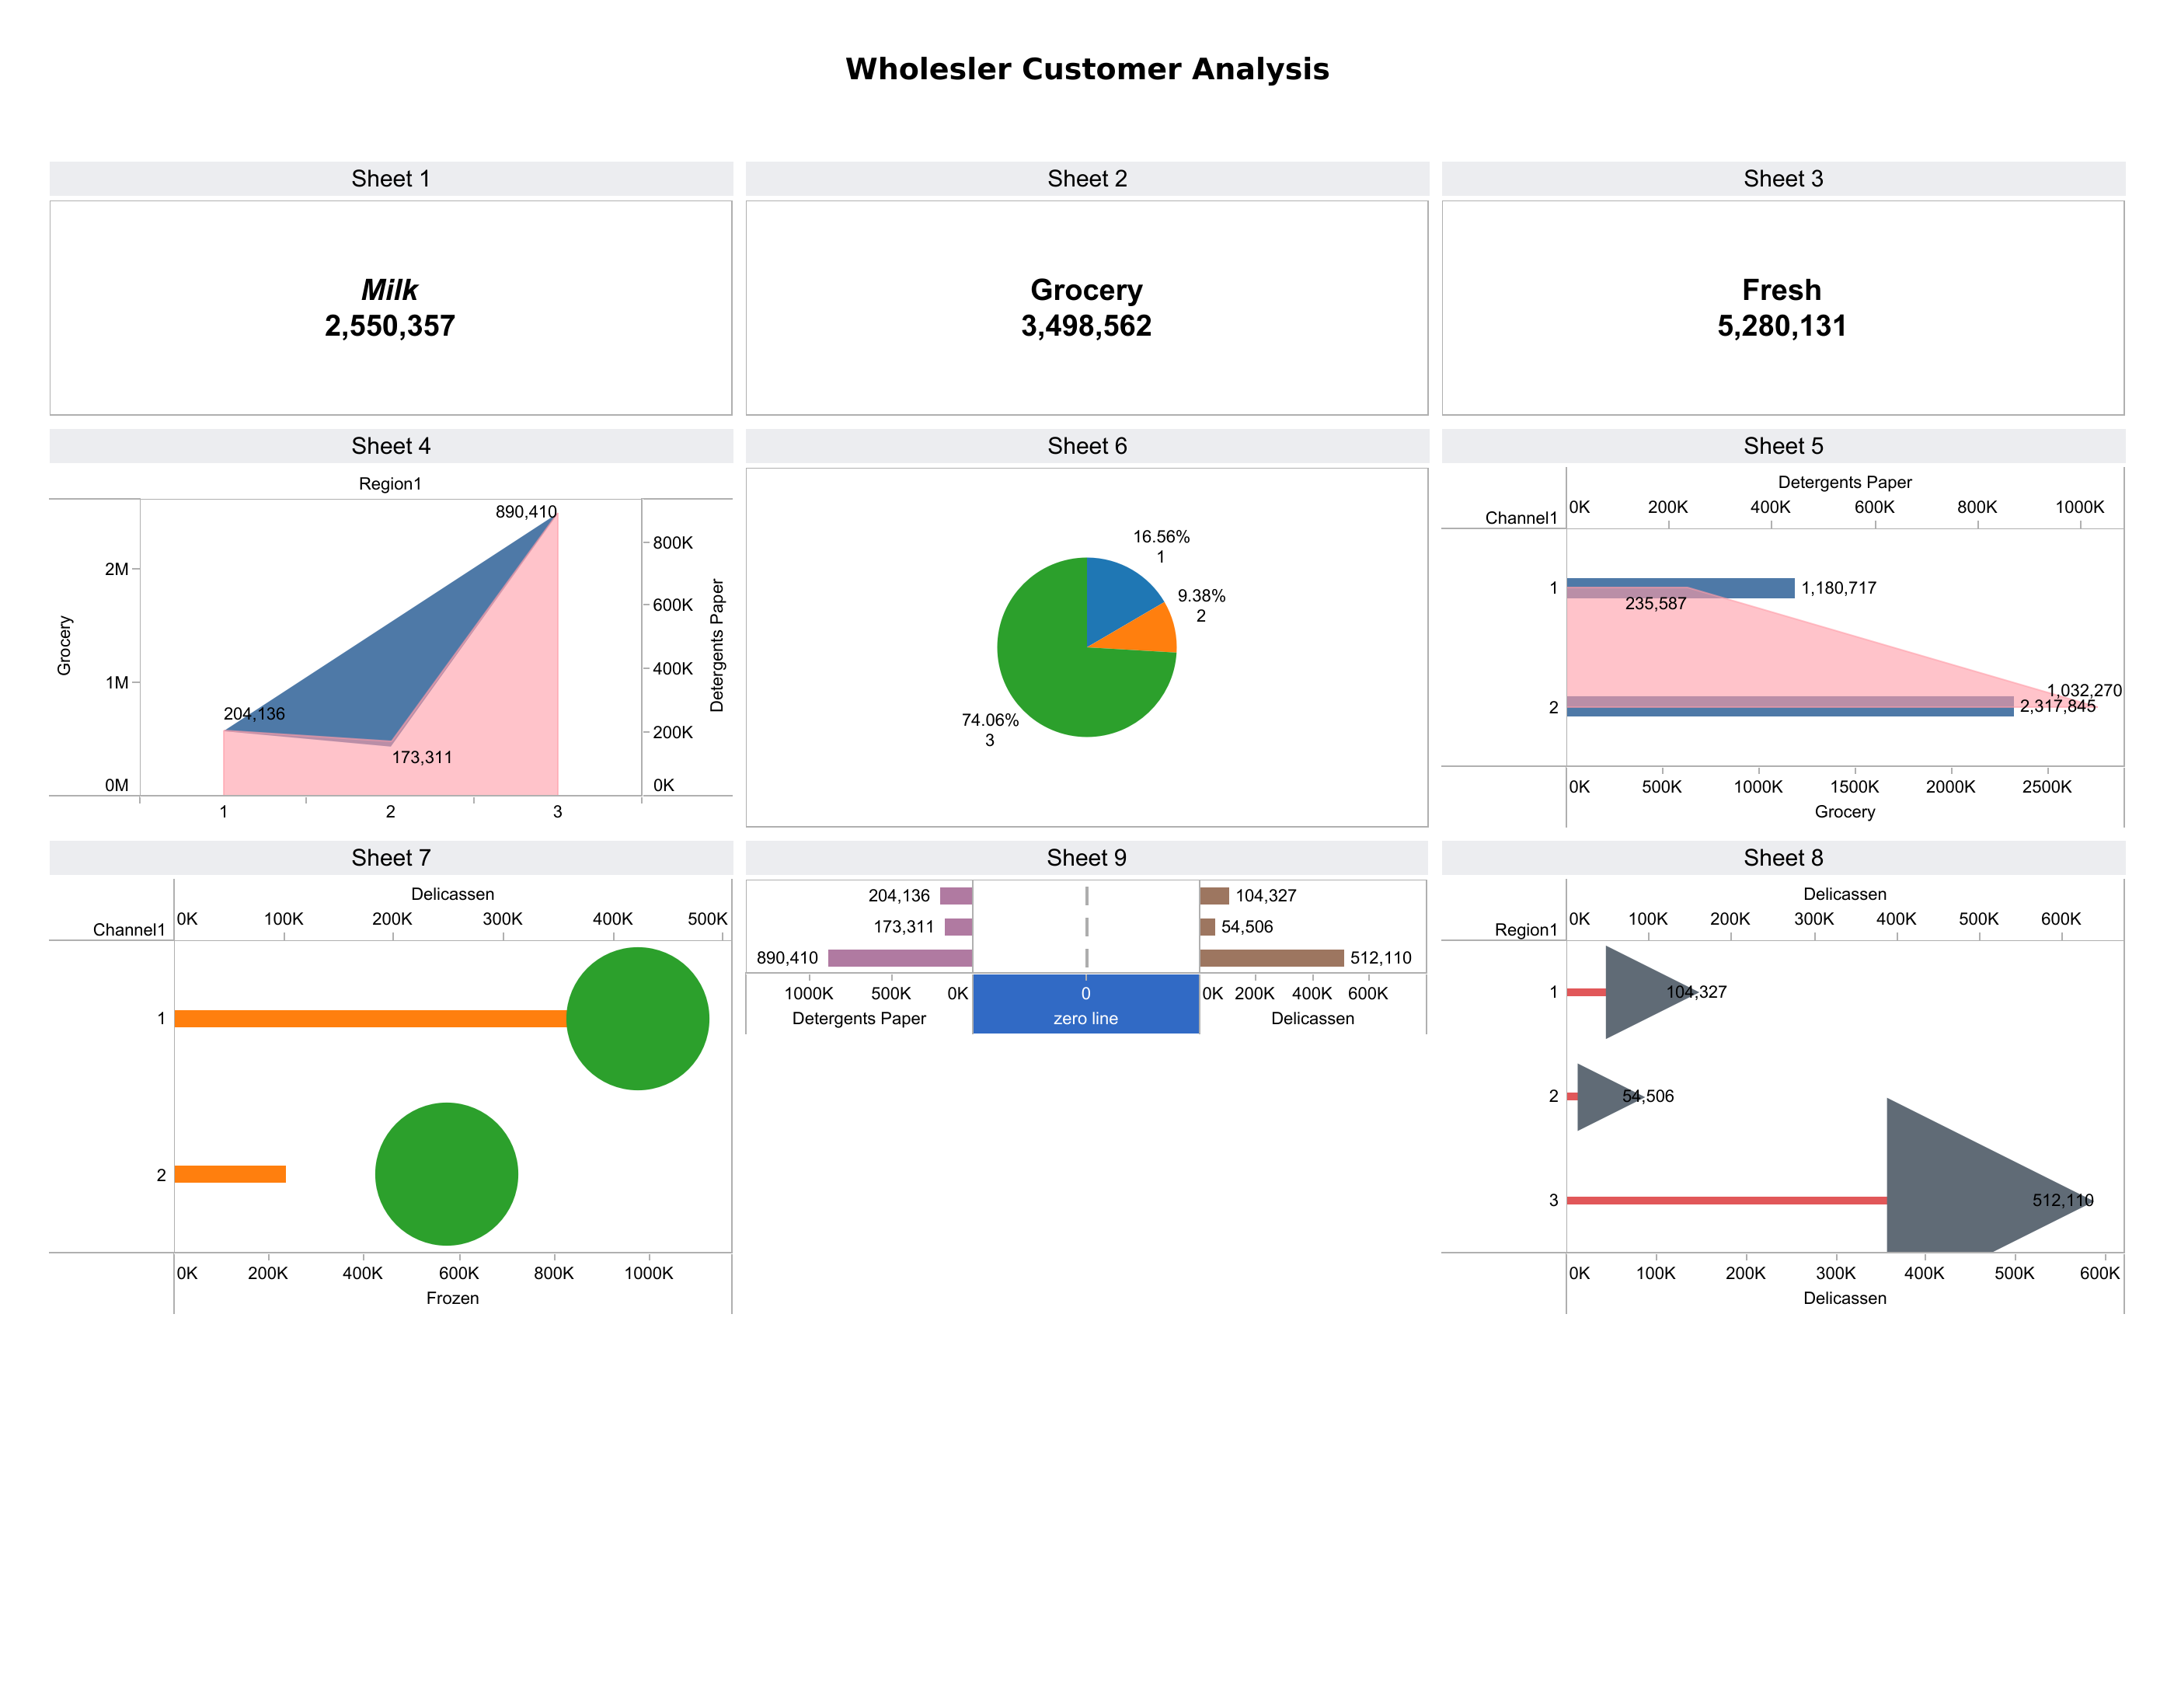 Wholesler Customer Analysis
Sheet 1
Milk
2,550,357
Sheet 2
Grocery
3,498,562
Sheet 3
Fresh
5,280,131
Sheet 4
Region1
Grocery
2M
1M
0M
890,410
204,136
173,311
800K
600K
400K
200K
0K
Detergents Paper
1 2 3
Sheet 6
16.56%
1
9.38%
2
74.06%
3
Sheet 5
Detergents Paper
0K 200K 400K 600K 800K 1000K
Channel1
1 1,180,717
235,587
1,032,270
2 2,317,845
0K 500K 1000K 1500K 2000K 2500K
Grocery
Sheet 7
Delicassen
0K 100K 200K 300K 400K 500K
Channel1
1
2
0K 200K 400K 600K 800K 1000K
Frozen
Sheet 9
204,136 104,327
173,311 54,506
890,410 512,110
1000K 500K 0K 0 0K 200K 400K 600K
Detergents Paper zero line Delicassen
Sheet 8
Delicassen
0K 100K 200K 300K 400K 500K 600K
Region1
1 104,327
2 54,506
3 512,110
0K 100K 200K 300K 400K 500K 600K
Delicassen